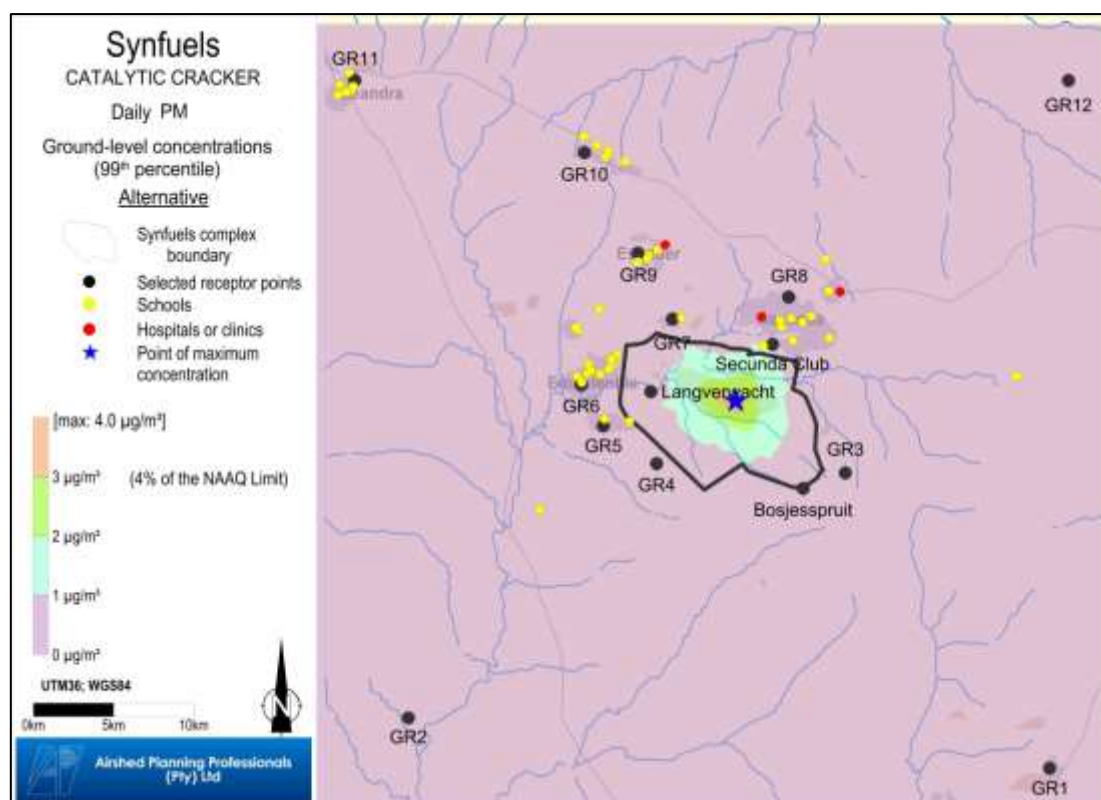 Synfuels
CATALYTIC CRACKER
Daily PM
Ground-level concentrations
(99th percentile)
Alternative
Synfuels complex
boundary
Selected receptor points
Schools
Hospitals or clinics
Point of maximum
concentration
[max: 4.0 µg/m³]
3 µg/m³ (4% of the NAAQ Limit)
2 µg/m³
1 µg/m³
0 µg/m³
UTM36; WGS84
0km 5km 10km
N
Airshed Planning Professionals
(Pty) Ltd
GR11
GR12
GR10
GR9
GR8
GR7
Secunda Club
Langverwacht
GR6
GR5
GR4
GR3
Bosjesspruit
GR2
GR1